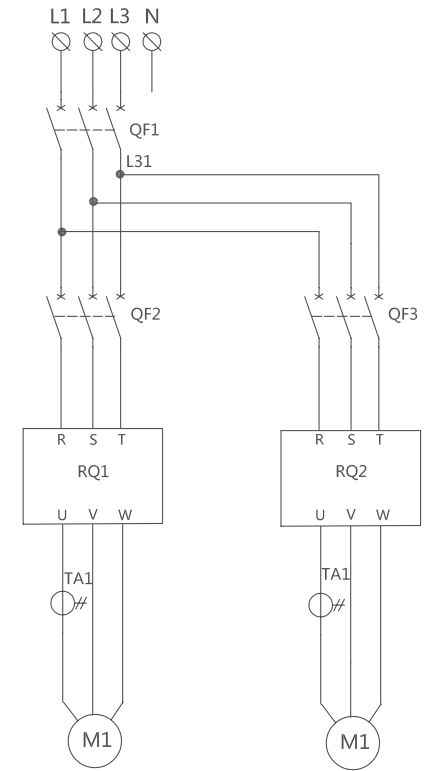 L1 L2 L3 N
QF1
L31
QF2 QF3
R S T R S T
RQ1 RQ2
U V W U V W
TA1 TA1
M1 M1